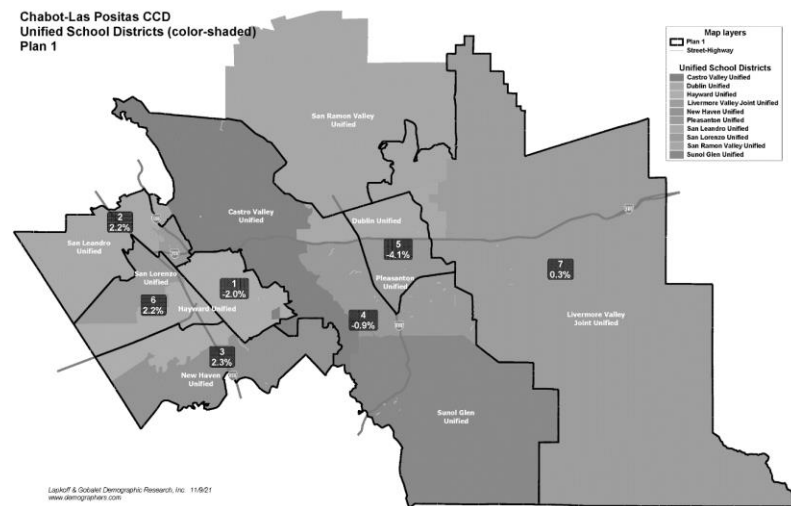 Chabot-Las Positas CCD
Unified School Districts (color-shaded)
Plan 1
Map layers
Plan 1
Street-Highway
Unified School Districts
Castro Valley Unified
Dublin Unified
Hayward Unified
Livermore Valley Joint Unified
New Haven Unified
Pleasanton Unified
San Leandro Unified
San Lorenzo Unified
San Ramon Valley Unified
Sunol Glen Unified
San Ramon Valley
Unified
Castro Valley
Unified
Dublin Unified
2
2.2%
San Leandro
Unified
5
-4.1%
Pleasanton
Unified
7
0.3%
San Lorenzo
Unified
1
-2.0%
6
2.2%
Hayward Unified
Livermore Valley
Joint Unified
4
-0.9%
3
2.3%
New Haven
Unified
Sunol Glen
Unified
Lapkoff & Gobalet Demographic Research, Inc. 11/9/21
www.demographers.com